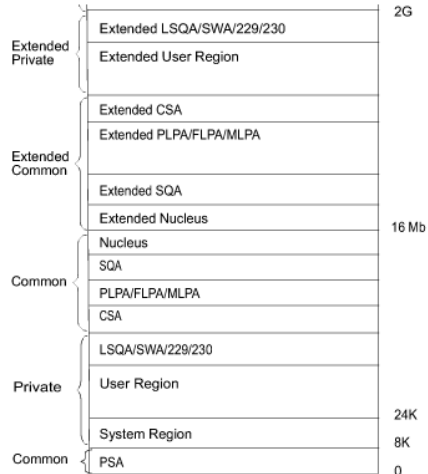 2G
Extended LSQA/SWA/229/230
Extended
Private
Extended User Region
Extended CSA
Extended PLPA/FLPA/MLPA
Extended
Common
Extended SQA
Extended Nucleus
16 Mb
Nucleus
SQA
Common
PLPA/FLPA/MLPA
CSA
LSQA/SWA/229/230
Private
User Region
24K
System Region
8K
Common
PSA
0